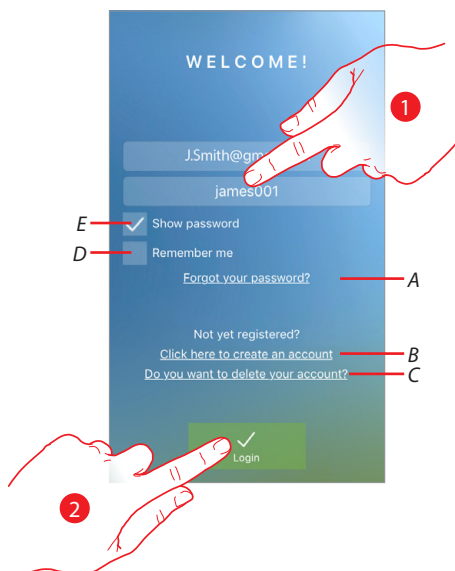 WELCOME!
1
J.Smith@gm
james001
E
Show password
D
Remember me
Forgot your password?
A
Not yet registered?
Click here to create an account
B
Do you want to delete your account?
C
Login
2